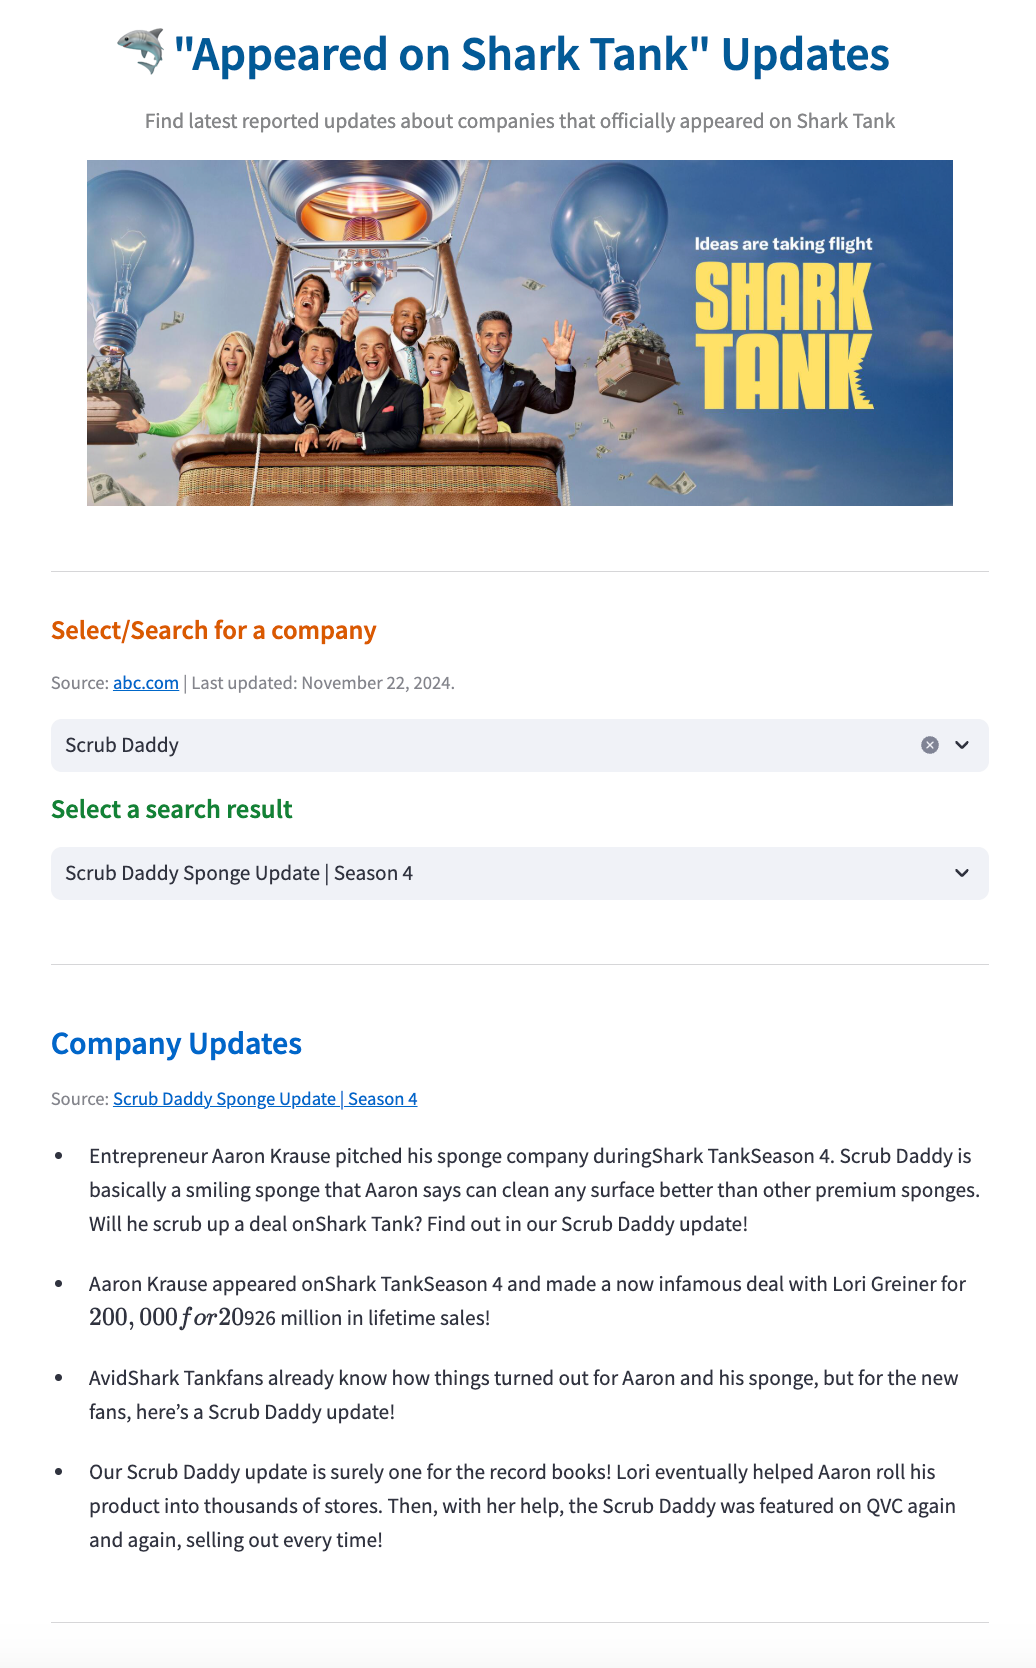 "Appeared on Shark Tank" Updates
Find latest reported updates about companies that officially appeared on Shark Tank
Ideas are taking flight
SHARK
TANK
Select/Search for a company
Source: abc.com | Last updated: November 22, 2024.
Scrub Daddy
Select a search result
Scrub Daddy Sponge Update | Season 4
Company Updates
Source: Scrub Daddy Sponge Update | Season 4
• Entrepreneur Aaron Krause pitched his sponge company duringShark TankSeason 4. Scrub Daddy is
basically a smiling sponge that Aaron says can clean any surface better than other premium sponges.
Will he scrub up a deal onShark Tank? Find out in our Scrub Daddy update!
• Aaron Krause appeared onShark TankSeason 4 and made a now infamous deal with Lori Greiner for
200,000for20926 million in lifetime sales!
• AvidShark Tankfans already know how things turned out for Aaron and his sponge, but for the new
fans, here’s a Scrub Daddy update!
• Our Scrub Daddy update is surely one for the record books! Lori eventually helped Aaron roll his
product into thousands of stores. Then, with her help, the Scrub Daddy was featured on QVC again
and again, selling out every time!